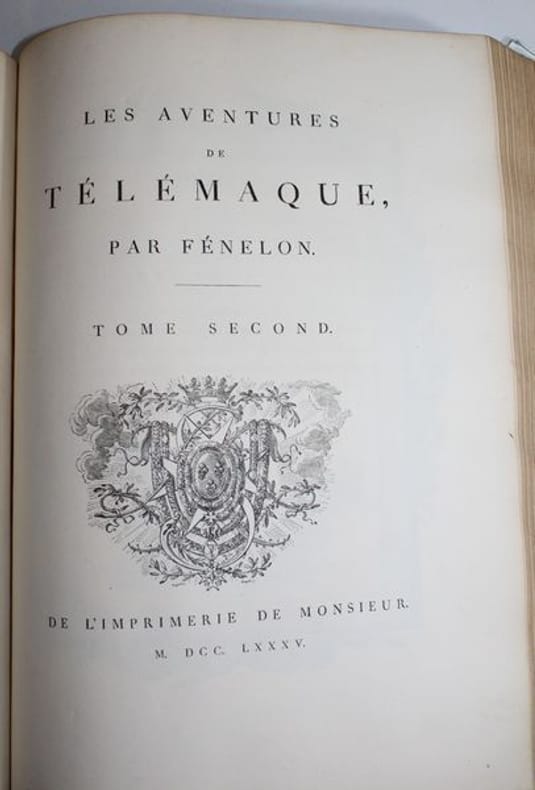 LES AVENTURES
DE
TÉLÉMAQUE,
PAR FÉNELON.
TOME SECOND.
DE L'IMPRIMERIE DE MONSIEUR.
M. DCC. LXXXV.